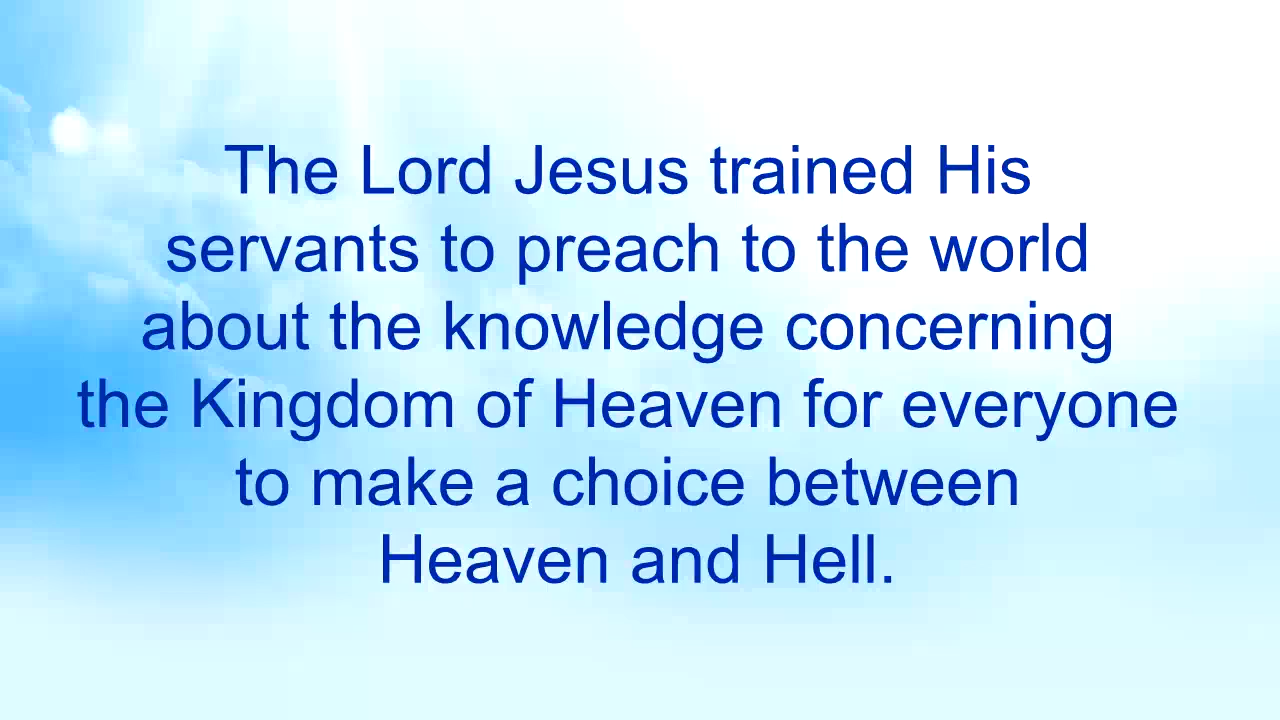 The Lord Jesus trained His
servants to preach to the world
about the knowledge concerning
the Kingdom of Heaven for everyone
to make a choice between
Heaven and Hell.